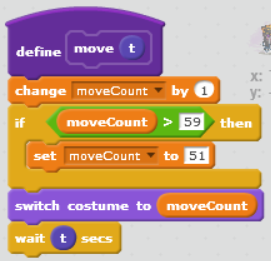 define move t
change moveCount by 1
if moveCount > 59 then
set moveCount to 51
switch costume to moveCount
wait t secs
x:
y: